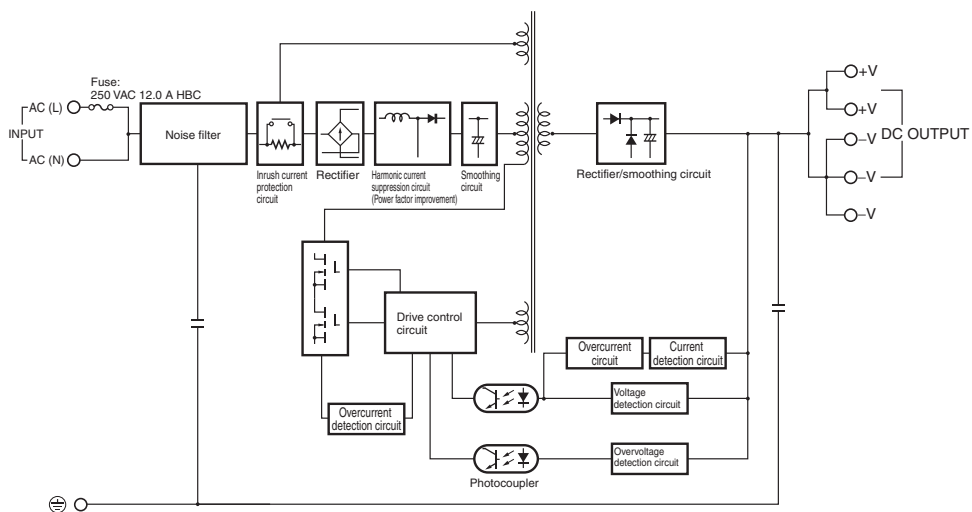 Fuse:
250 VAC 12.0 A HBC
AC (L)
INPUT
AC (N)
Noise filter
Inrush current
protection
circuit
Rectifier
Harmonic current
suppression circuit
(Power factor improvement)
Smoothing
circuit
Rectifier/smoothing circuit
+V
+V
DC OUTPUT
–V
–V
–V
Drive control
circuit
Overcurrent
detection circuit
Overcurrent
circuit
Current
detection circuit
Voltage
detection circuit
Overvoltage
detection circuit
Photocoupler